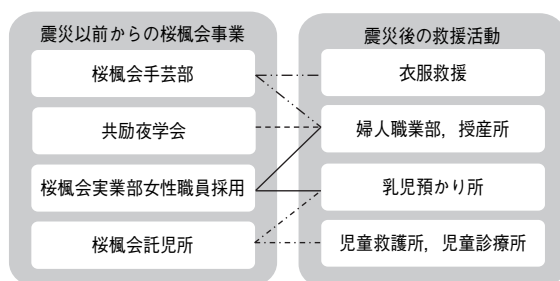 震災以前からの桜楓会事業
桜楓会手芸部
共励夜学会
桜楓会実業部女性職員採用
桜楓会託児所
震災後の救援活動
衣服救援
婦人職業部，授産所
乳児預かり所
児童救護所，児童診療所